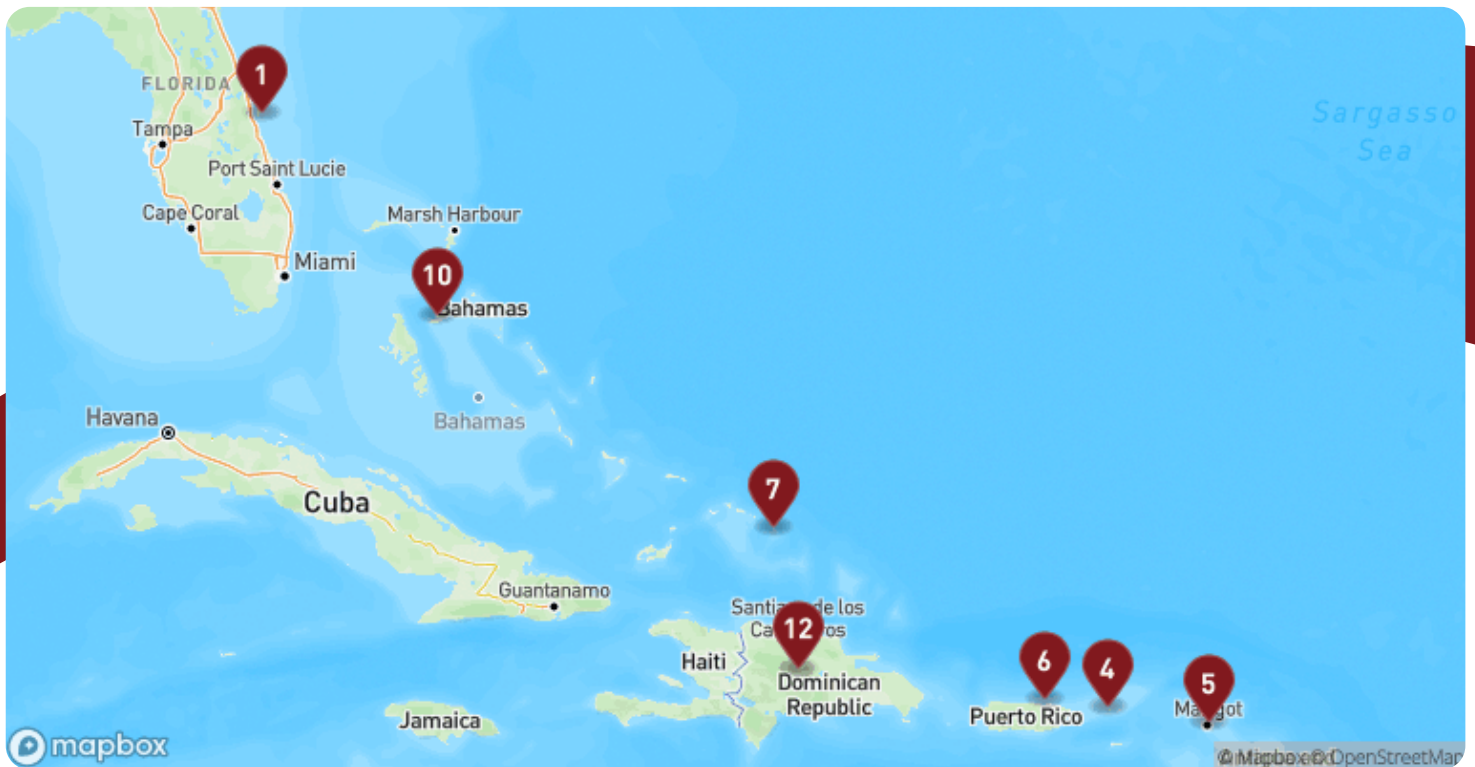 1
FLORIDA
Sargasso
Sea
Tampa
Port Saint Lucie
Cape Coral
Marsh Harbour
Miami
10
Bahamas
Havana
Bahamas
7
Cuba
Guantanamo
12
Haiti
Dominican
Republic
6
4
5
Puerto Rico
Jamaica
mapbox
© Mapbox © OpenStreetMap